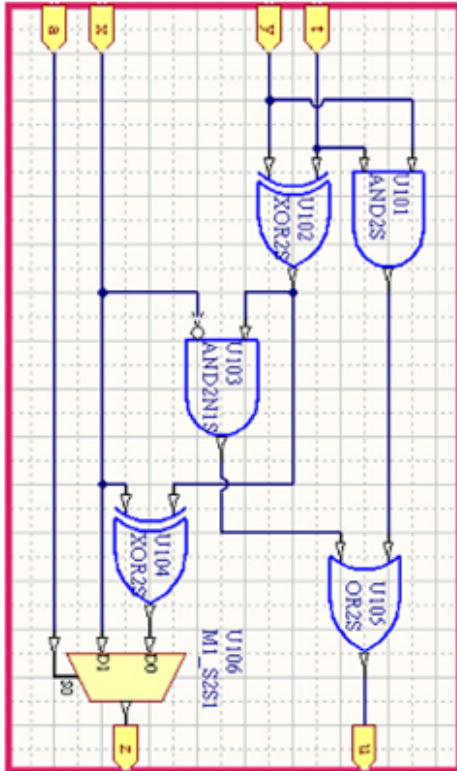 a
x
y
t
U101
AND2S
U102
XOR2S
U103
AND2N1S
U104
XOR2S
U105
OR2S
U106
M1_S2S1
D1
D0
S0
z
u